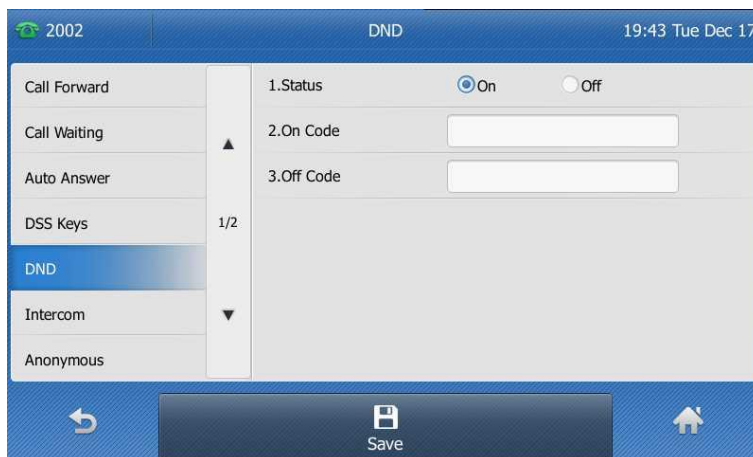 2002 DND 19:43 Tue Dec 17
Call Forward
Call Waiting
Auto Answer
DSS Keys
DND
Intercom
Anonymous
1/2
1.Status On Off
2.On Code
3.Off Code
Save